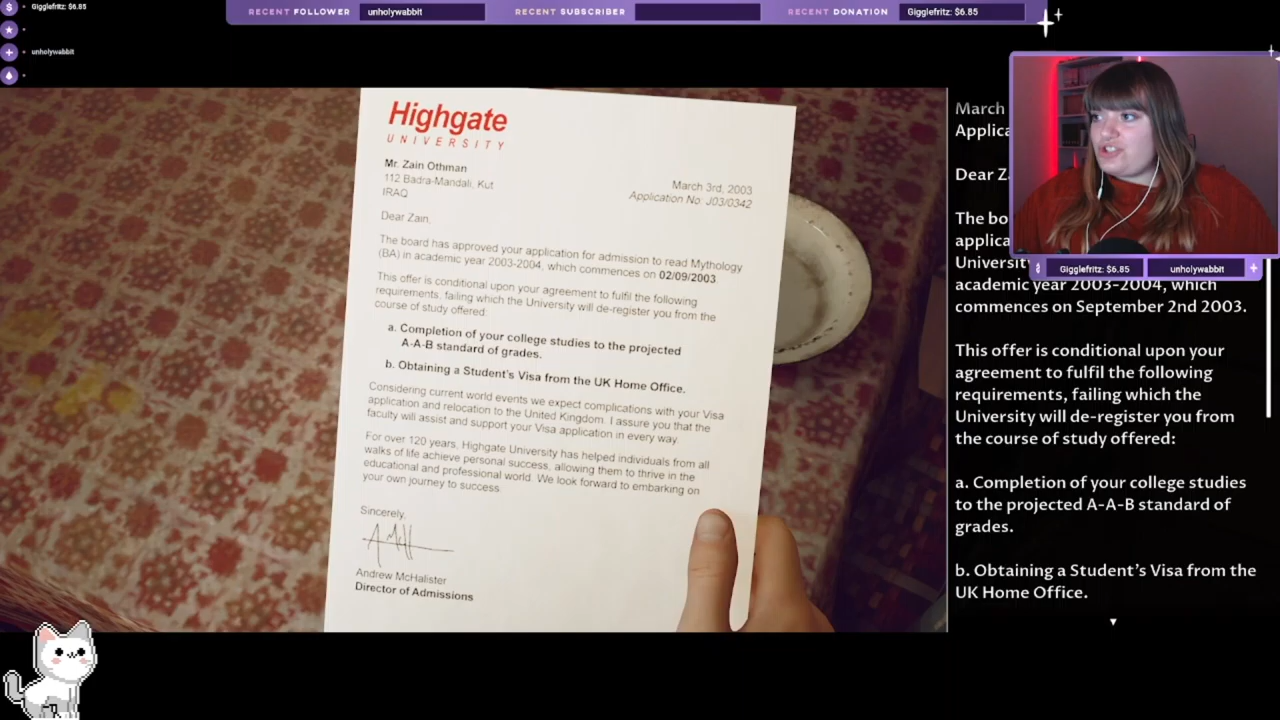 Gigglefritz: $6.85
unholywabbit
RECENT FOLLOWER unholywabbit RECENT SUBSCRIBER RECENT DONATION Gigglefritz: $6.85
Highgate
UNIVERSITY
Mr. Zain Othman
112 Badra-Mandali, Kut
IRAQ
March 3rd, 2003
Application No: J03/0342
Dear Zain,
The board has approved your application for admission to read Mythology
(BA) in academic year 2003-2004, which commences on 02/09/2003.
This offer is conditional upon your agreement to fulfil the following
requirements, failing which the University will de-register you from the
course of study offered:
a. Completion of your college studies to the projected
A-A-B standard of grades.
b. Obtaining a Student's Visa from the UK Home Office.
Considering current world events we expect complications with your Visa
application and relocation to the United Kingdom. I assure you that the
faculty will assist and support your Visa application in every way.
For over 120 years, Highgate University has helped individuals from all
walks of life achieve personal success, allowing them to thrive in the
educational and professional world. We look forward to embarking on
your own journey to success.
Sincerely,
Andrew McHalister
Director of Admissions
March
Applica
Dear Z
The bo
applica
University
academic year 2003-2004, which
commences on September 2nd 2003.
This offer is conditional upon your
agreement to fulfil the following
requirements, failing which the
University will de-register you from
the course of study offered:
a. Completion of your college studies
to the projected A-A-B standard of
grades.
b. Obtaining a Student's Visa from the
UK Home Office.
Gigglefritz: $6.85 unholywabbit